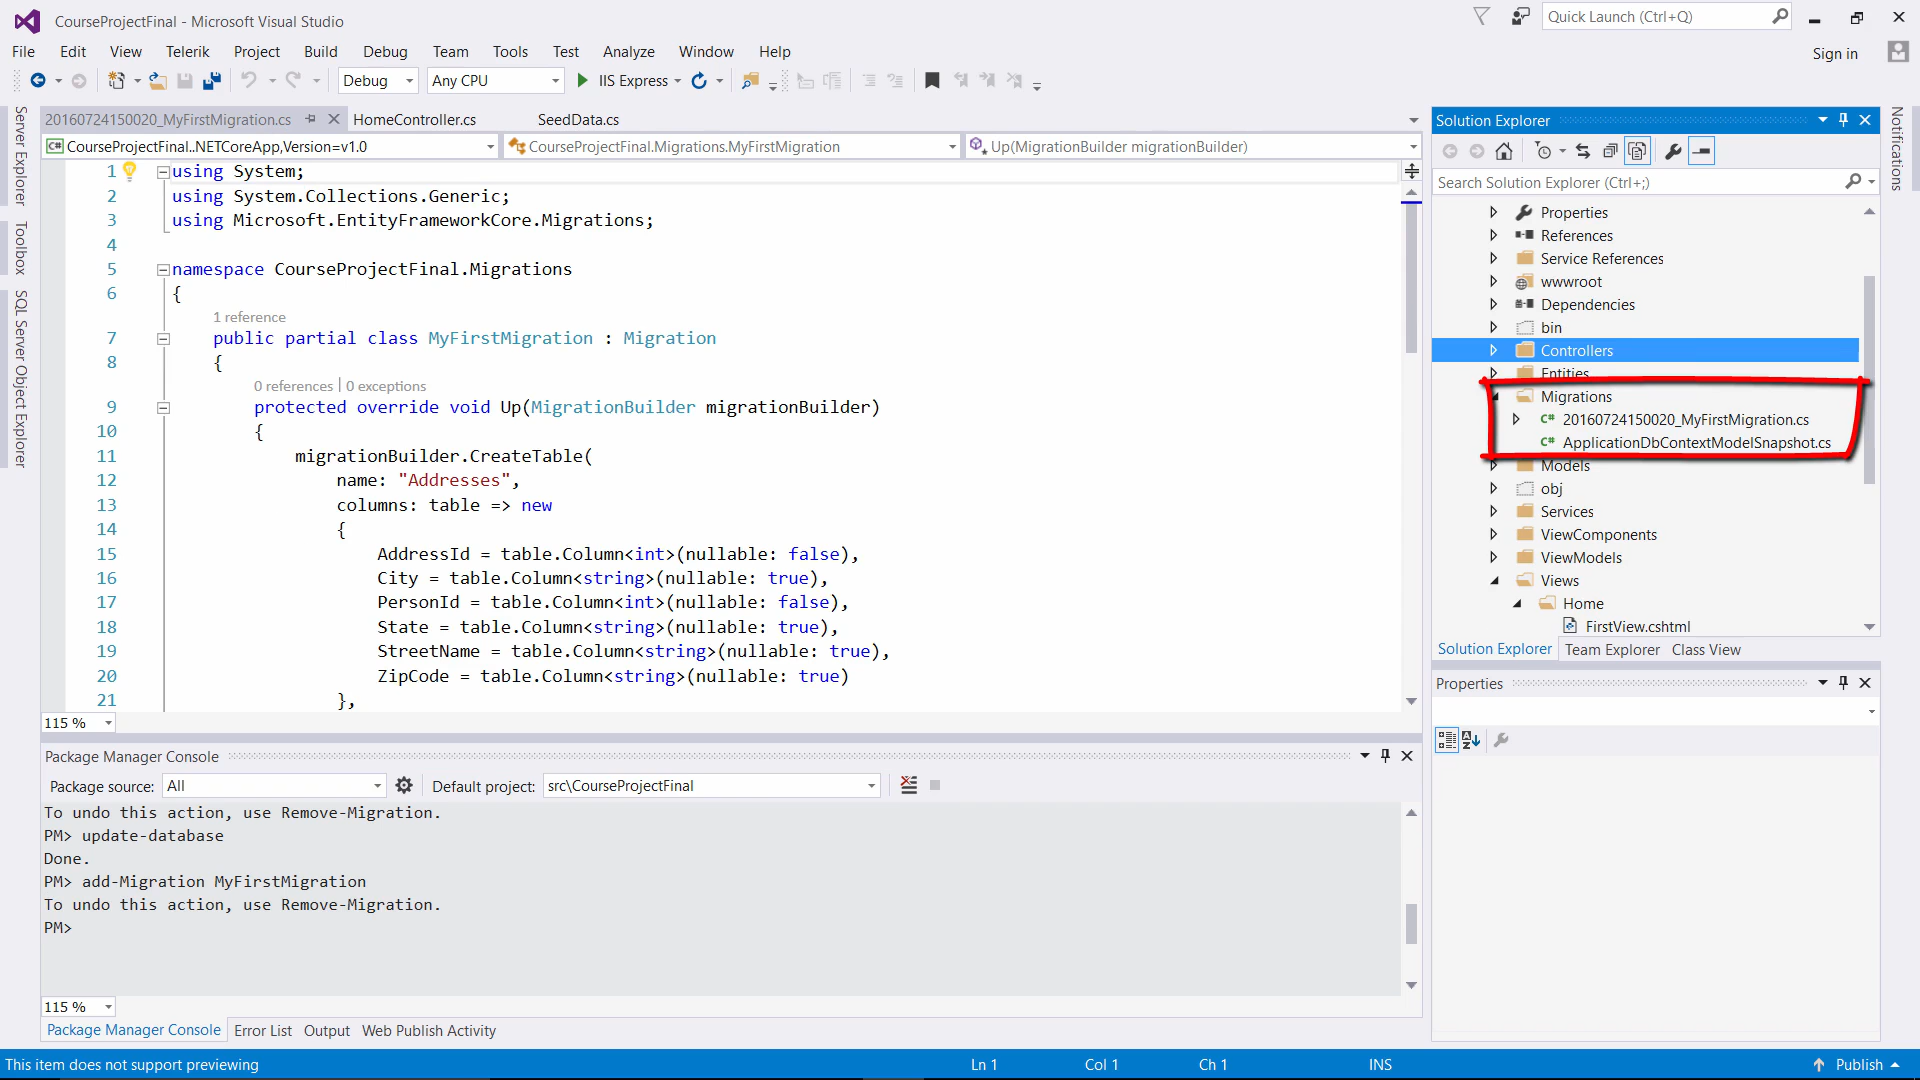 CourseProjectFinal - Microsoft Visual Studio
Quick Launch (Ctrl+Q)
File Edit View Telerik Project Build Debug Team Tools Test Analyze Window Help
Sign in
Debug Any CPU IIS Express
Server Explorer
Toolbox
SQL Server Object Explorer
20160724150020_MyFirstMigration.cs HomeController.cs SeedData.cs
C# CourseProjectFinal..NETCoreApp,Version=v1.0 CourseProjectFinal.Migrations.MyFirstMigration Up(MigrationBuilder migrationBuilder)
1 using System;
2 using System.Collections.Generic;
3 using Microsoft.EntityFrameworkCore.Migrations;
4
5 namespace CourseProjectFinal.Migrations
6 {
1 reference
7 public partial class MyFirstMigration : Migration
8 {
0 references | 0 exceptions
9 protected override void Up(MigrationBuilder migrationBuilder)
10 {
11 migrationBuilder.CreateTable(
12 name: "Addresses",
13 columns: table => new
14 {
15 AddressId = table.Column<int>(nullable: false),
16 City = table.Column<string>(nullable: true),
17 PersonId = table.Column<int>(nullable: false),
18 State = table.Column<string>(nullable: true),
19 StreetName = table.Column<string>(nullable: true),
20 ZipCode = table.Column<string>(nullable: true)
21 },
115 %
Package Manager Console
Package source: All Default project: src\CourseProjectFinal
To undo this action, use Remove-Migration.
PM> update-database
Done.
PM> add-Migration MyFirstMigration
To undo this action, use Remove-Migration.
PM>
115 %
Package Manager Console Error List Output Web Publish Activity
Solution Explorer
Search Solution Explorer (Ctrl+;)
Properties
References
Service References
wwwroot
Dependencies
bin
Controllers
Entities
Migrations
C# 20160724150020_MyFirstMigration.cs
C# ApplicationDbContextModelSnapshot.cs
Models
obj
Services
ViewComponents
ViewModels
Views
Home
FirstView.cshtml
Solution Explorer Team Explorer Class View
Properties
Notifications
This item does not support previewing Ln 1 Col 1 Ch 1 INS Publish